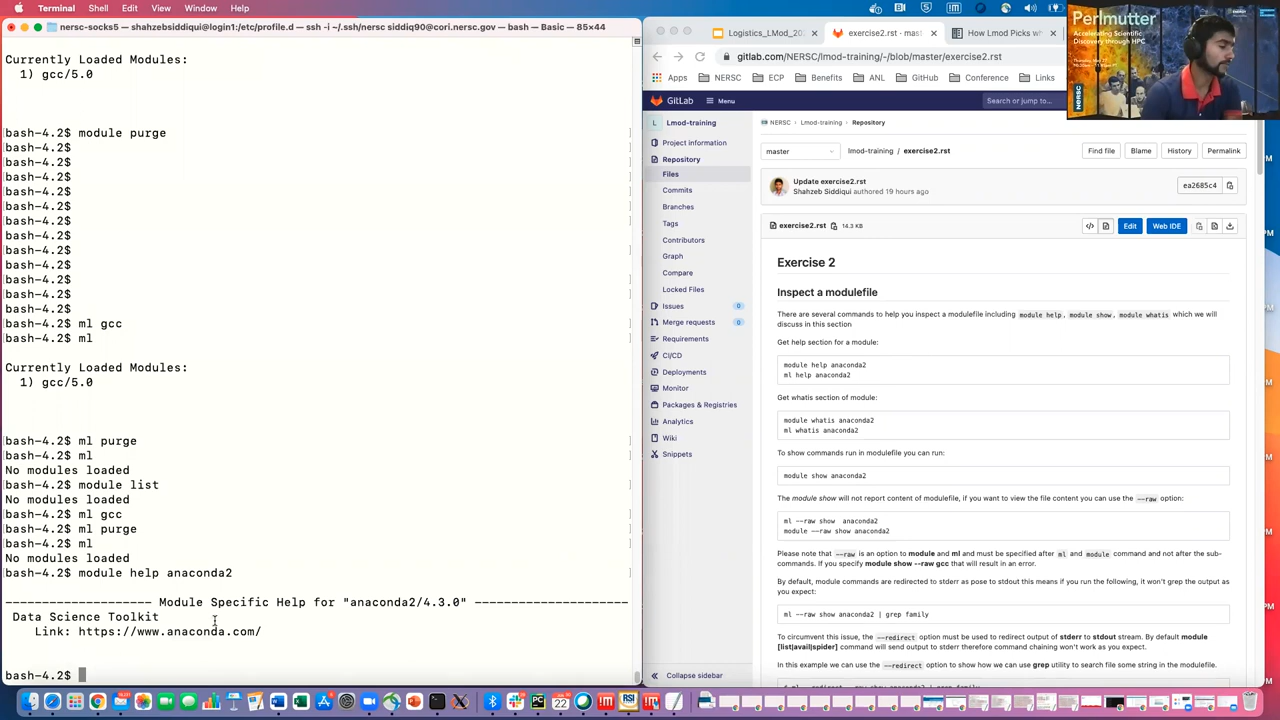 Terminal
Shell
Edit
View
Window
Help
nersc-socks5 — shahzebsiddiqui@login1:/etc/profile.d — ssh -i ~/.ssh/nersc siddiq90@cori.nersc.gov — bash — Basic — 85×44
Currently Loaded Modules:
1) gcc/5.0
bash-4.2$ module purge
bash-4.2$
bash-4.2$
bash-4.2$
bash-4.2$
bash-4.2$
bash-4.2$
bash-4.2$
bash-4.2$
bash-4.2$
bash-4.2$
bash-4.2$
bash-4.2$
bash-4.2$ ml gcc
bash-4.2$ ml
Currently Loaded Modules:
1) gcc/5.0
bash-4.2$ ml purge
bash-4.2$ ml
No modules loaded
bash-4.2$ module list
No modules loaded
bash-4.2$ ml gcc
bash-4.2$ ml purge
bash-4.2$ ml
No modules loaded
bash-4.2$ module help anaconda2
-------------------- Module Specific Help for "anaconda2/4.3.0" ---------------------
Data Science Toolkit
Link: https://www.anaconda.com/
bash-4.2$
Logistics_LMod_20
exercise2.rst · mast
How Lmod Picks w
gitlab.com/NERSC/lmod-training/-/blob/master/exercise2.rst
Apps
NERSC
ECP
Benefits
ANL
GitHub
Conference
Links
GitLab
Menu
Search or jump to...
L Lmod-training
Project information
Repository
Files
Commits
Branches
Tags
Contributors
Graph
Compare
Locked Files
Issues 0
Merge requests 0
Requirements
CI/CD
Deployments
Monitor
Packages & Registries
Analytics
Wiki
Snippets
Collapse sidebar
NERSC › Lmod-training › Repository
master
lmod-training / exercise2.rst
Find file
Blame
History
Permalink
Update exercise2.rst
Shahzeb Siddiqui authored 19 hours ago
ea2685c4
exercise2.rst 14.3 KB
Edit
Web IDE
Exercise 2
Inspect a modulefile
There are several commands to help you inspect a modulefile including module help, module show, module whatis which we will
discuss in this section
Get help section for a module:
module help anaconda2
ml help anaconda2
Get whatis section of module:
module whatis anaconda2
ml whatis anaconda2
To show commands run in modulefile you can run:
module show anaconda2
The module show will not report content of modulefile, if you want to view the file content you can use the --raw option:
ml --raw show  anaconda2
module --raw show anaconda2
Please note that --raw is an option to module and ml and must be specified after ml and module command and not after the sub-
commands. If you specify module show --raw gcc that will result in an error.
By default, module commands are redirected to stderr as pose to stdout this means if you run the following, it won't grep the output as
you expect:
ml --raw show anaconda2 | grep family
To circumvent this issue, the --redirect option must be used to redirect output of stderr to stdout stream. By default module
[list|avail|spider] command will send output to stderr therefore command chaining won't work as you expect.
In this example we can use the --redirect option to show how we can use grep utility to search file some string in the modulefile.
Perlmutter
Accelerating Scientific
Discovery through HPC
NERSC